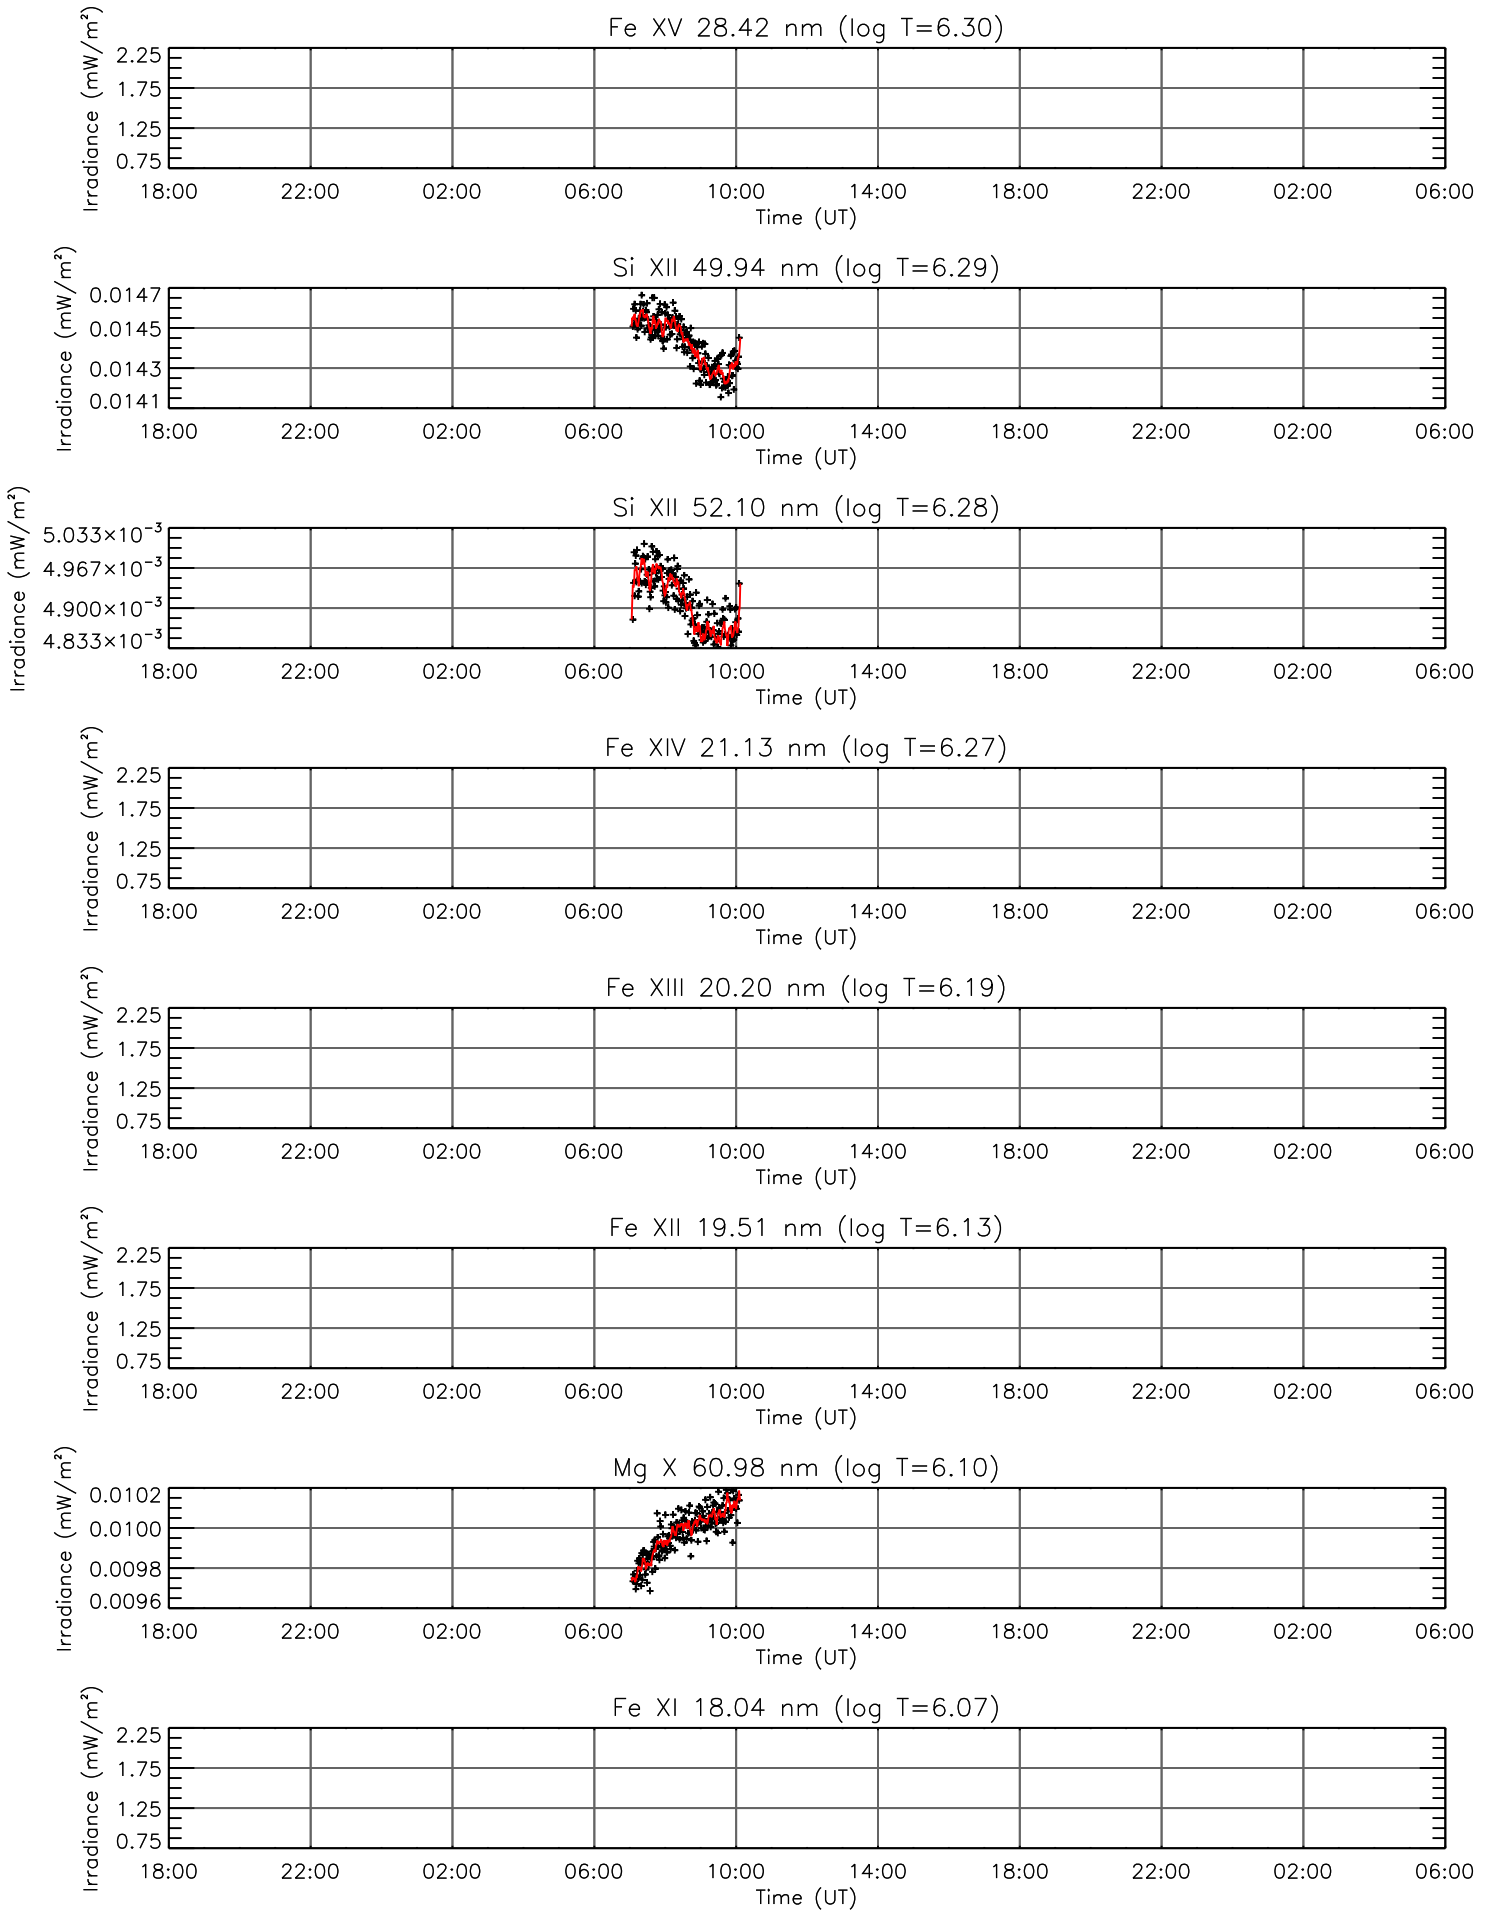 Fe XV 28.42 nm (log T=6.30)
Irradiance (mW/m²)
2.25
1.75
1.25
0.75
18:00 22:00 02:00 06:00 10:00 14:00 18:00 22:00 02:00 06:00
Time (UT)
Si XII 49.94 nm (log T=6.29)
Irradiance (mW/m²)
0.0147
0.0145
0.0143
0.0141
18:00 22:00 02:00 06:00 10:00 14:00 18:00 22:00 02:00 06:00
Time (UT)
Si XII 52.10 nm (log T=6.28)
Irradiance (mW/m²)
5.033×10⁻³
4.967×10⁻³
4.900×10⁻³
4.833×10⁻³
18:00 22:00 02:00 06:00 10:00 14:00 18:00 22:00 02:00 06:00
Time (UT)
Fe XIV 21.13 nm (log T=6.27)
Irradiance (mW/m²)
2.25
1.75
1.25
0.75
18:00 22:00 02:00 06:00 10:00 14:00 18:00 22:00 02:00 06:00
Time (UT)
Fe XIII 20.20 nm (log T=6.19)
Irradiance (mW/m²)
2.25
1.75
1.25
0.75
18:00 22:00 02:00 06:00 10:00 14:00 18:00 22:00 02:00 06:00
Time (UT)
Fe XII 19.51 nm (log T=6.13)
Irradiance (mW/m²)
2.25
1.75
1.25
0.75
18:00 22:00 02:00 06:00 10:00 14:00 18:00 22:00 02:00 06:00
Time (UT)
Mg X 60.98 nm (log T=6.10)
Irradiance (mW/m²)
0.0102
0.0100
0.0098
0.0096
18:00 22:00 02:00 06:00 10:00 14:00 18:00 22:00 02:00 06:00
Time (UT)
Fe XI 18.04 nm (log T=6.07)
Irradiance (mW/m²)
2.25
1.75
1.25
0.75
18:00 22:00 02:00 06:00 10:00 14:00 18:00 22:00 02:00 06:00
Time (UT)